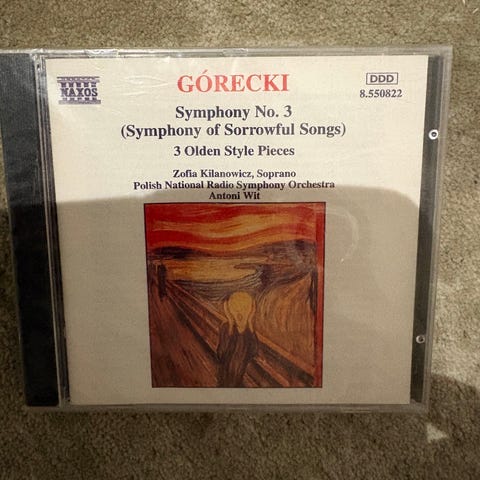 GÓRECKI
NAXOS
DDD
8.550822
Symphony No. 3
(Symphony of Sorrowful Songs)
3 Olden Style Pieces
Zofia Kilanowicz, Soprano
Polish National Radio Symphony Orchestra
Antoni Wit